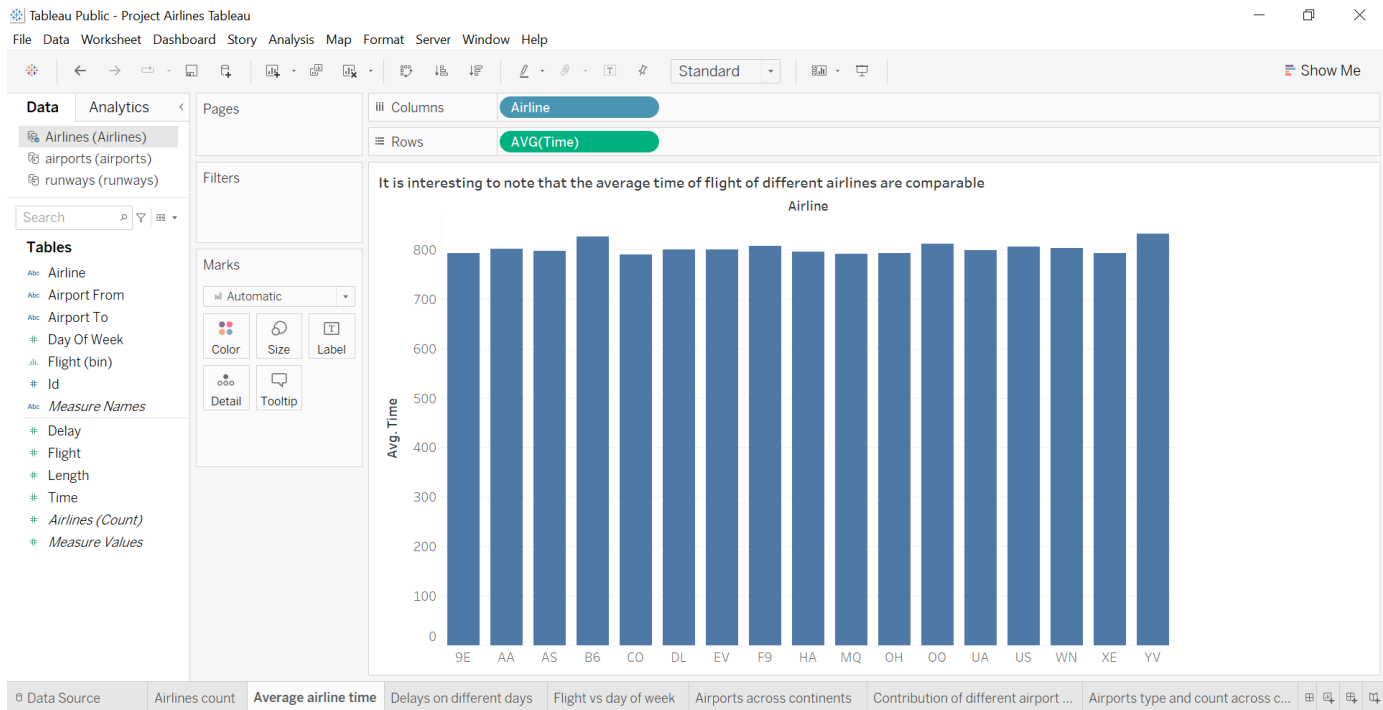 Tableau Public - Project Airlines Tableau
File Data Worksheet Dashboard Story Analysis Map Format Server Window Help
Standard
Show Me
Data Analytics
Airlines (Airlines)
airports (airports)
runways (runways)
Search
Tables
Abc Airline
Abc Airport From
Abc Airport To
# Day Of Week
Flight (bin)
# Id
Abc Measure Names
# Delay
# Flight
# Length
# Time
# Airlines (Count)
# Measure Values
Pages
Filters
Marks
Automatic
Color Size Label
Detail Tooltip
Columns Airline
Rows AVG(Time)
It is interesting to note that the average time of flight of different airlines are comparable
Airline
Avg. Time
800
700
600
500
400
300
200
100
0
9E AA AS B6 CO DL EV F9 HA MQ OH OO UA US WN XE YV
Data Source Airlines count Average airline time Delays on different days Flight vs day of week Airports across continents Contribution of different airport ... Airports type and count across c...